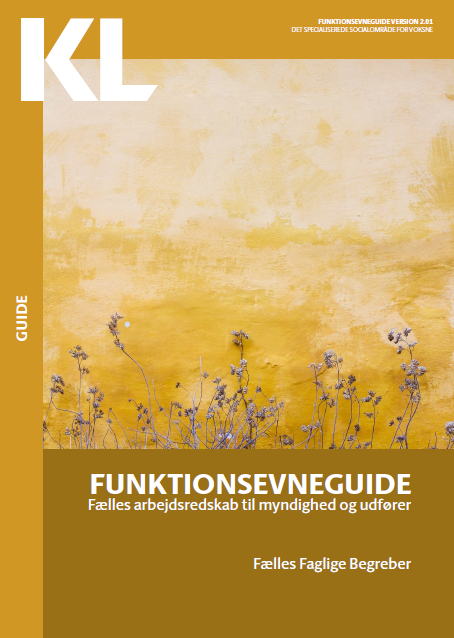 KL
FUNKTIONSEVNEGUIDE VERSION 2.01
DET SPECIALISEREDE SOCIALOMRÅDE FOR VOKSNE
GUIDE
FUNKTIONSEVNEGUIDE
Fælles arbejdsredskab til myndighed og udfører
Fælles Faglige Begreber